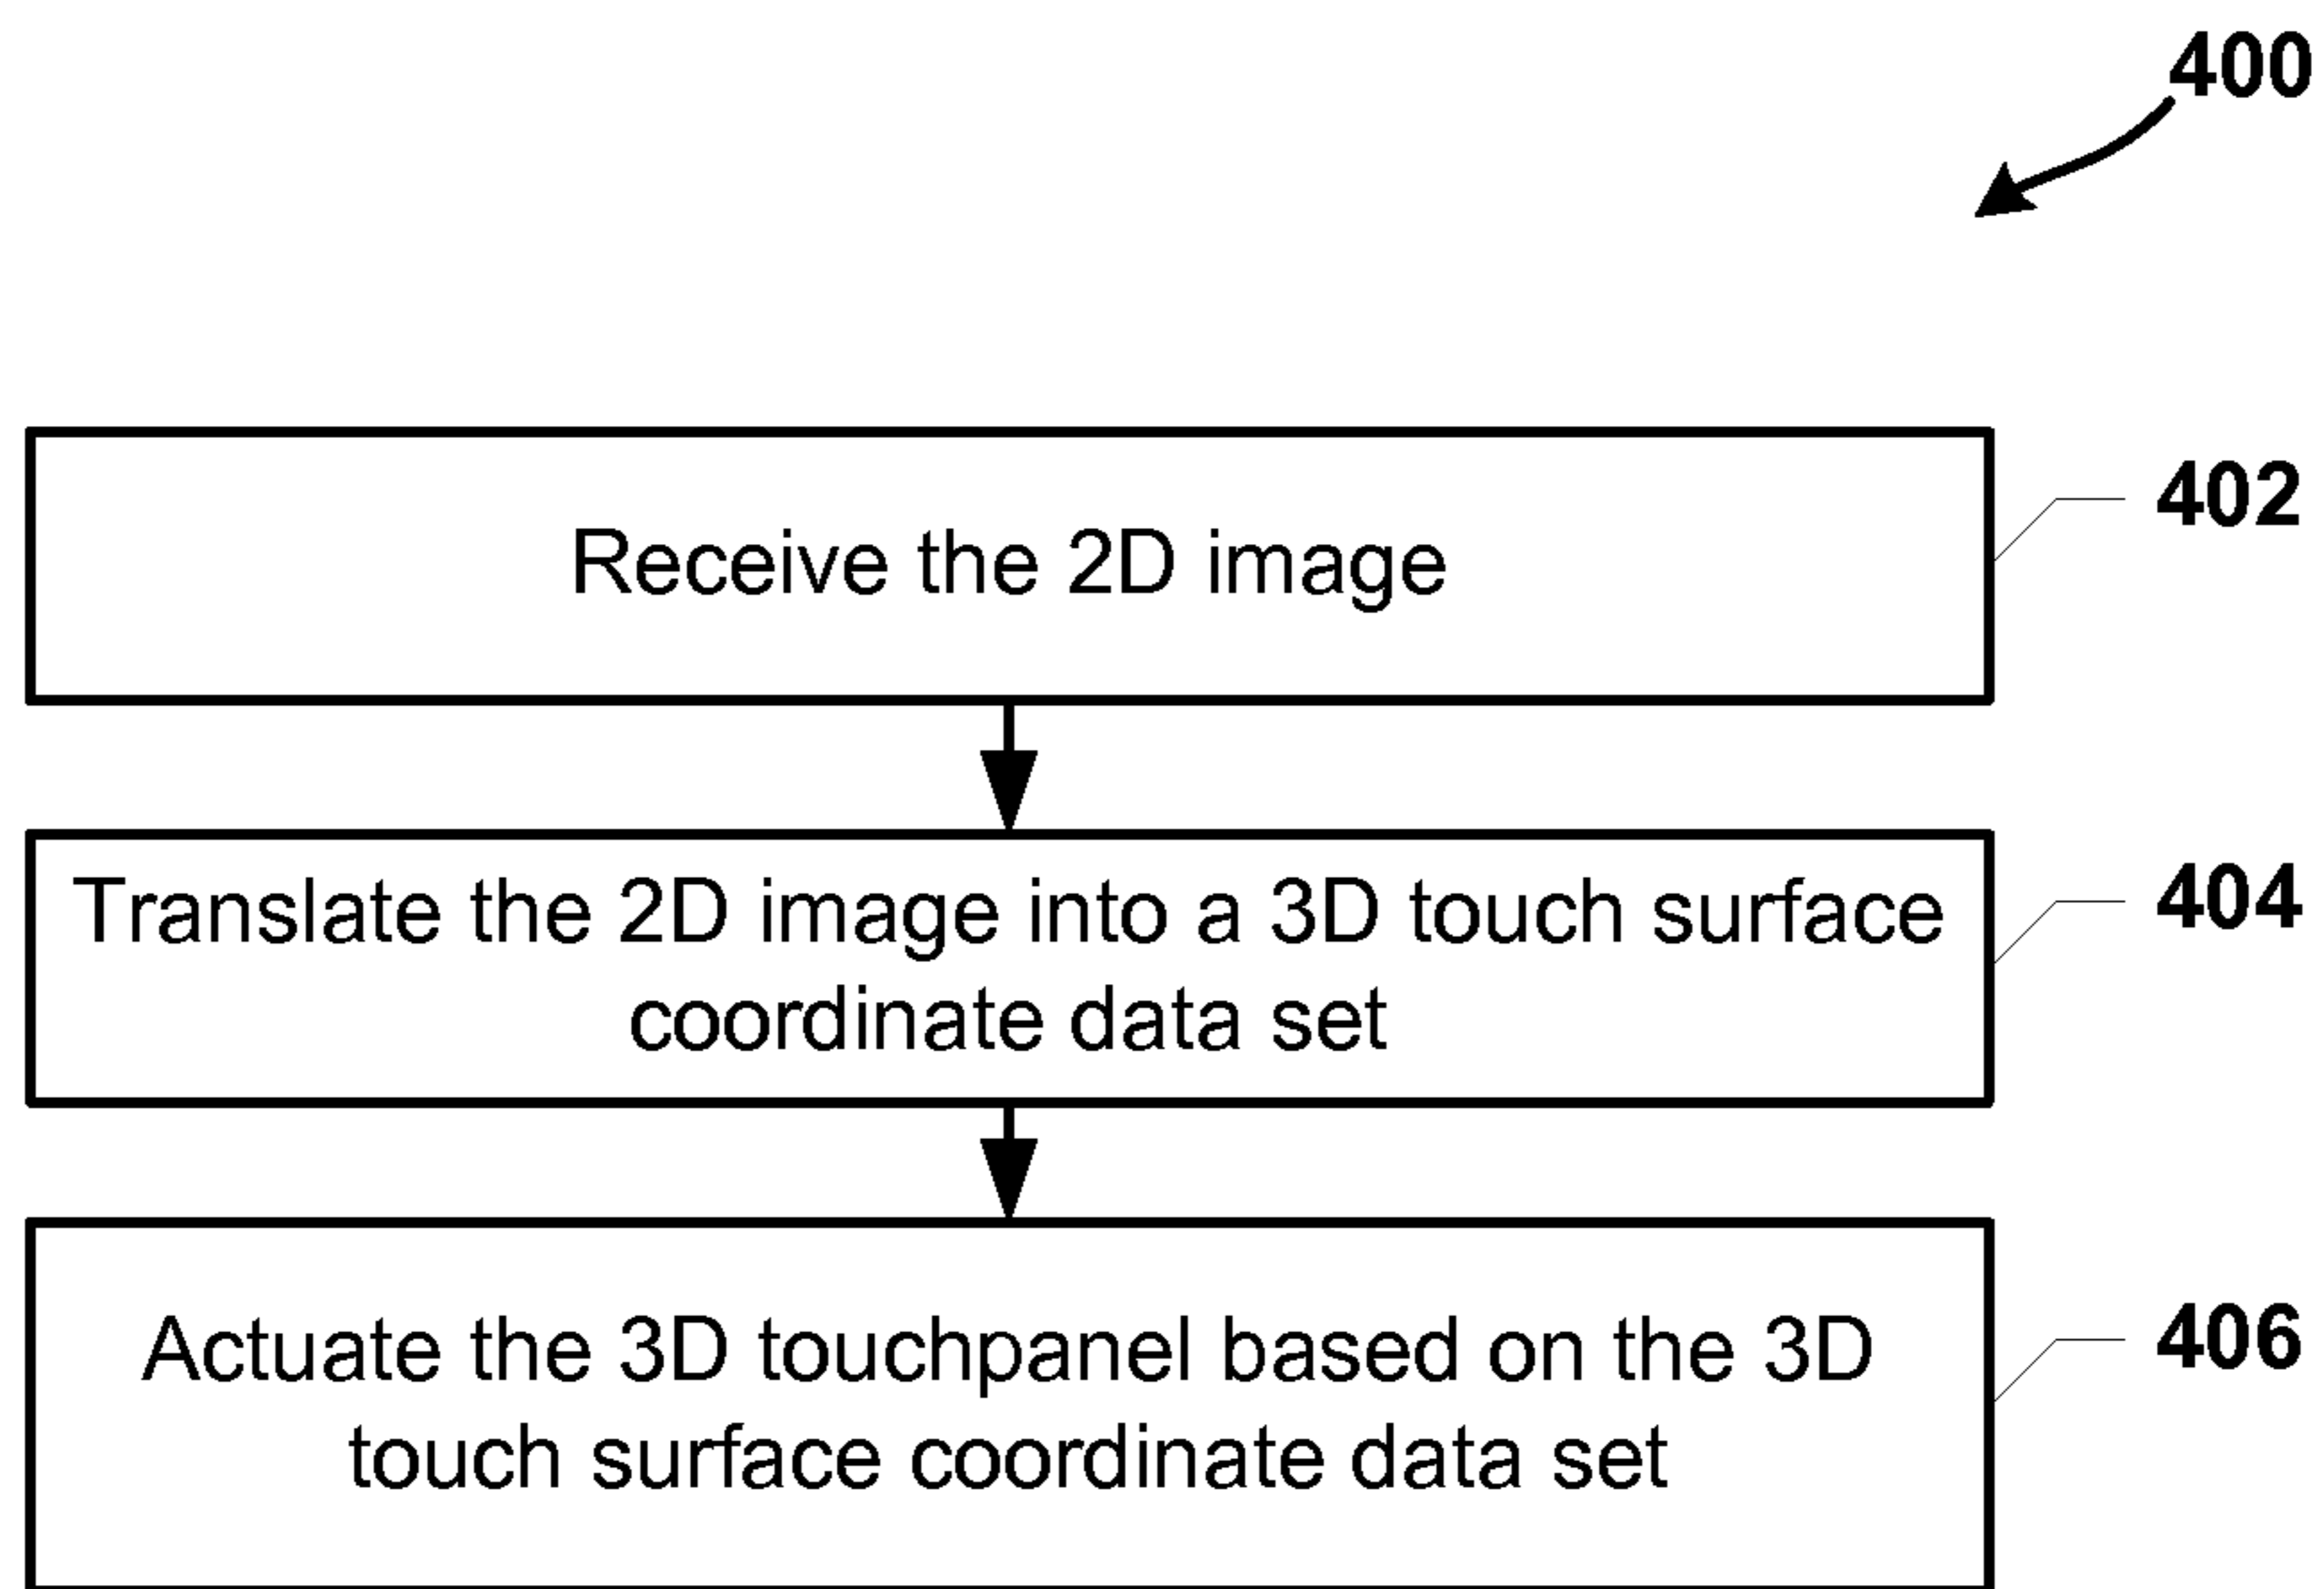 400
Receive the 2D image
402
Translate the 2D image into a 3D touch surface
coordinate data set
404
Actuate the 3D touchpanel based on the 3D
touch surface coordinate data set
406